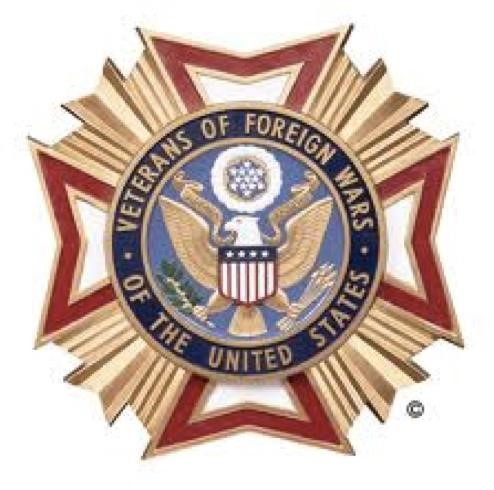 VETERANS OF FOREIGN WARS
OF THE UNITED STATES
©